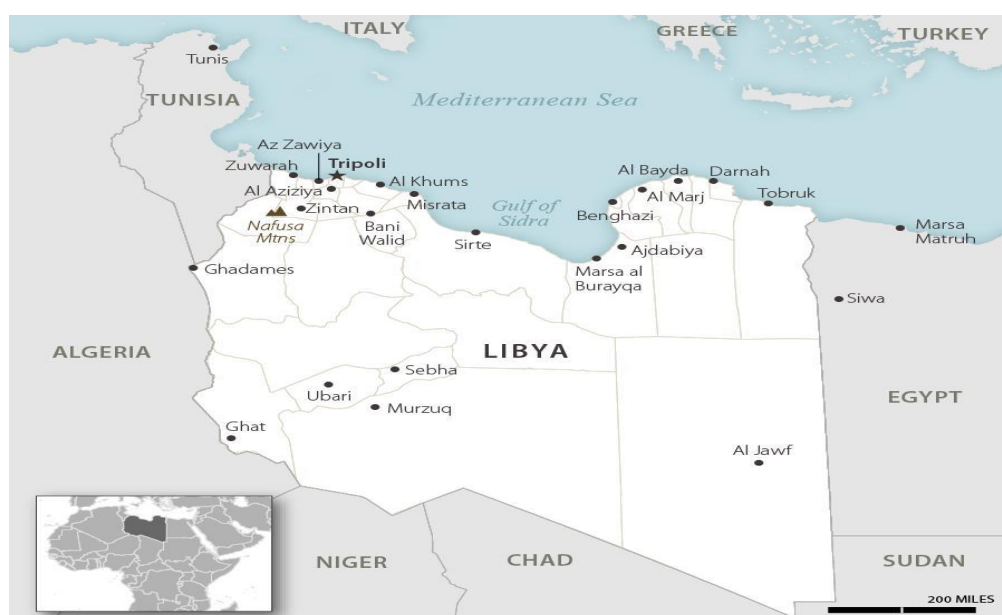 ITALY
GREECE
TURKEY
Tunis
TUNISIA
Mediterranean Sea
Az Zawiya
Zuwarah
Tripoli
Al Aziziya
Al Khums
Zintan
Misrata
Nafusa
Mtns
Bani
Walid
Gulf of
Sidra
Sirte
Al Bayda
Darnah
Al Marj
Tobruk
Benghazi
Ajdabiya
Marsa al
Burayqa
Marsa
Matruh
Ghadames
Siwa
ALGERIA
LIBYA
Sebha
Ubari
Murzuq
EGYPT
Ghat
Al Jawf
NIGER
CHAD
SUDAN
200 MILES